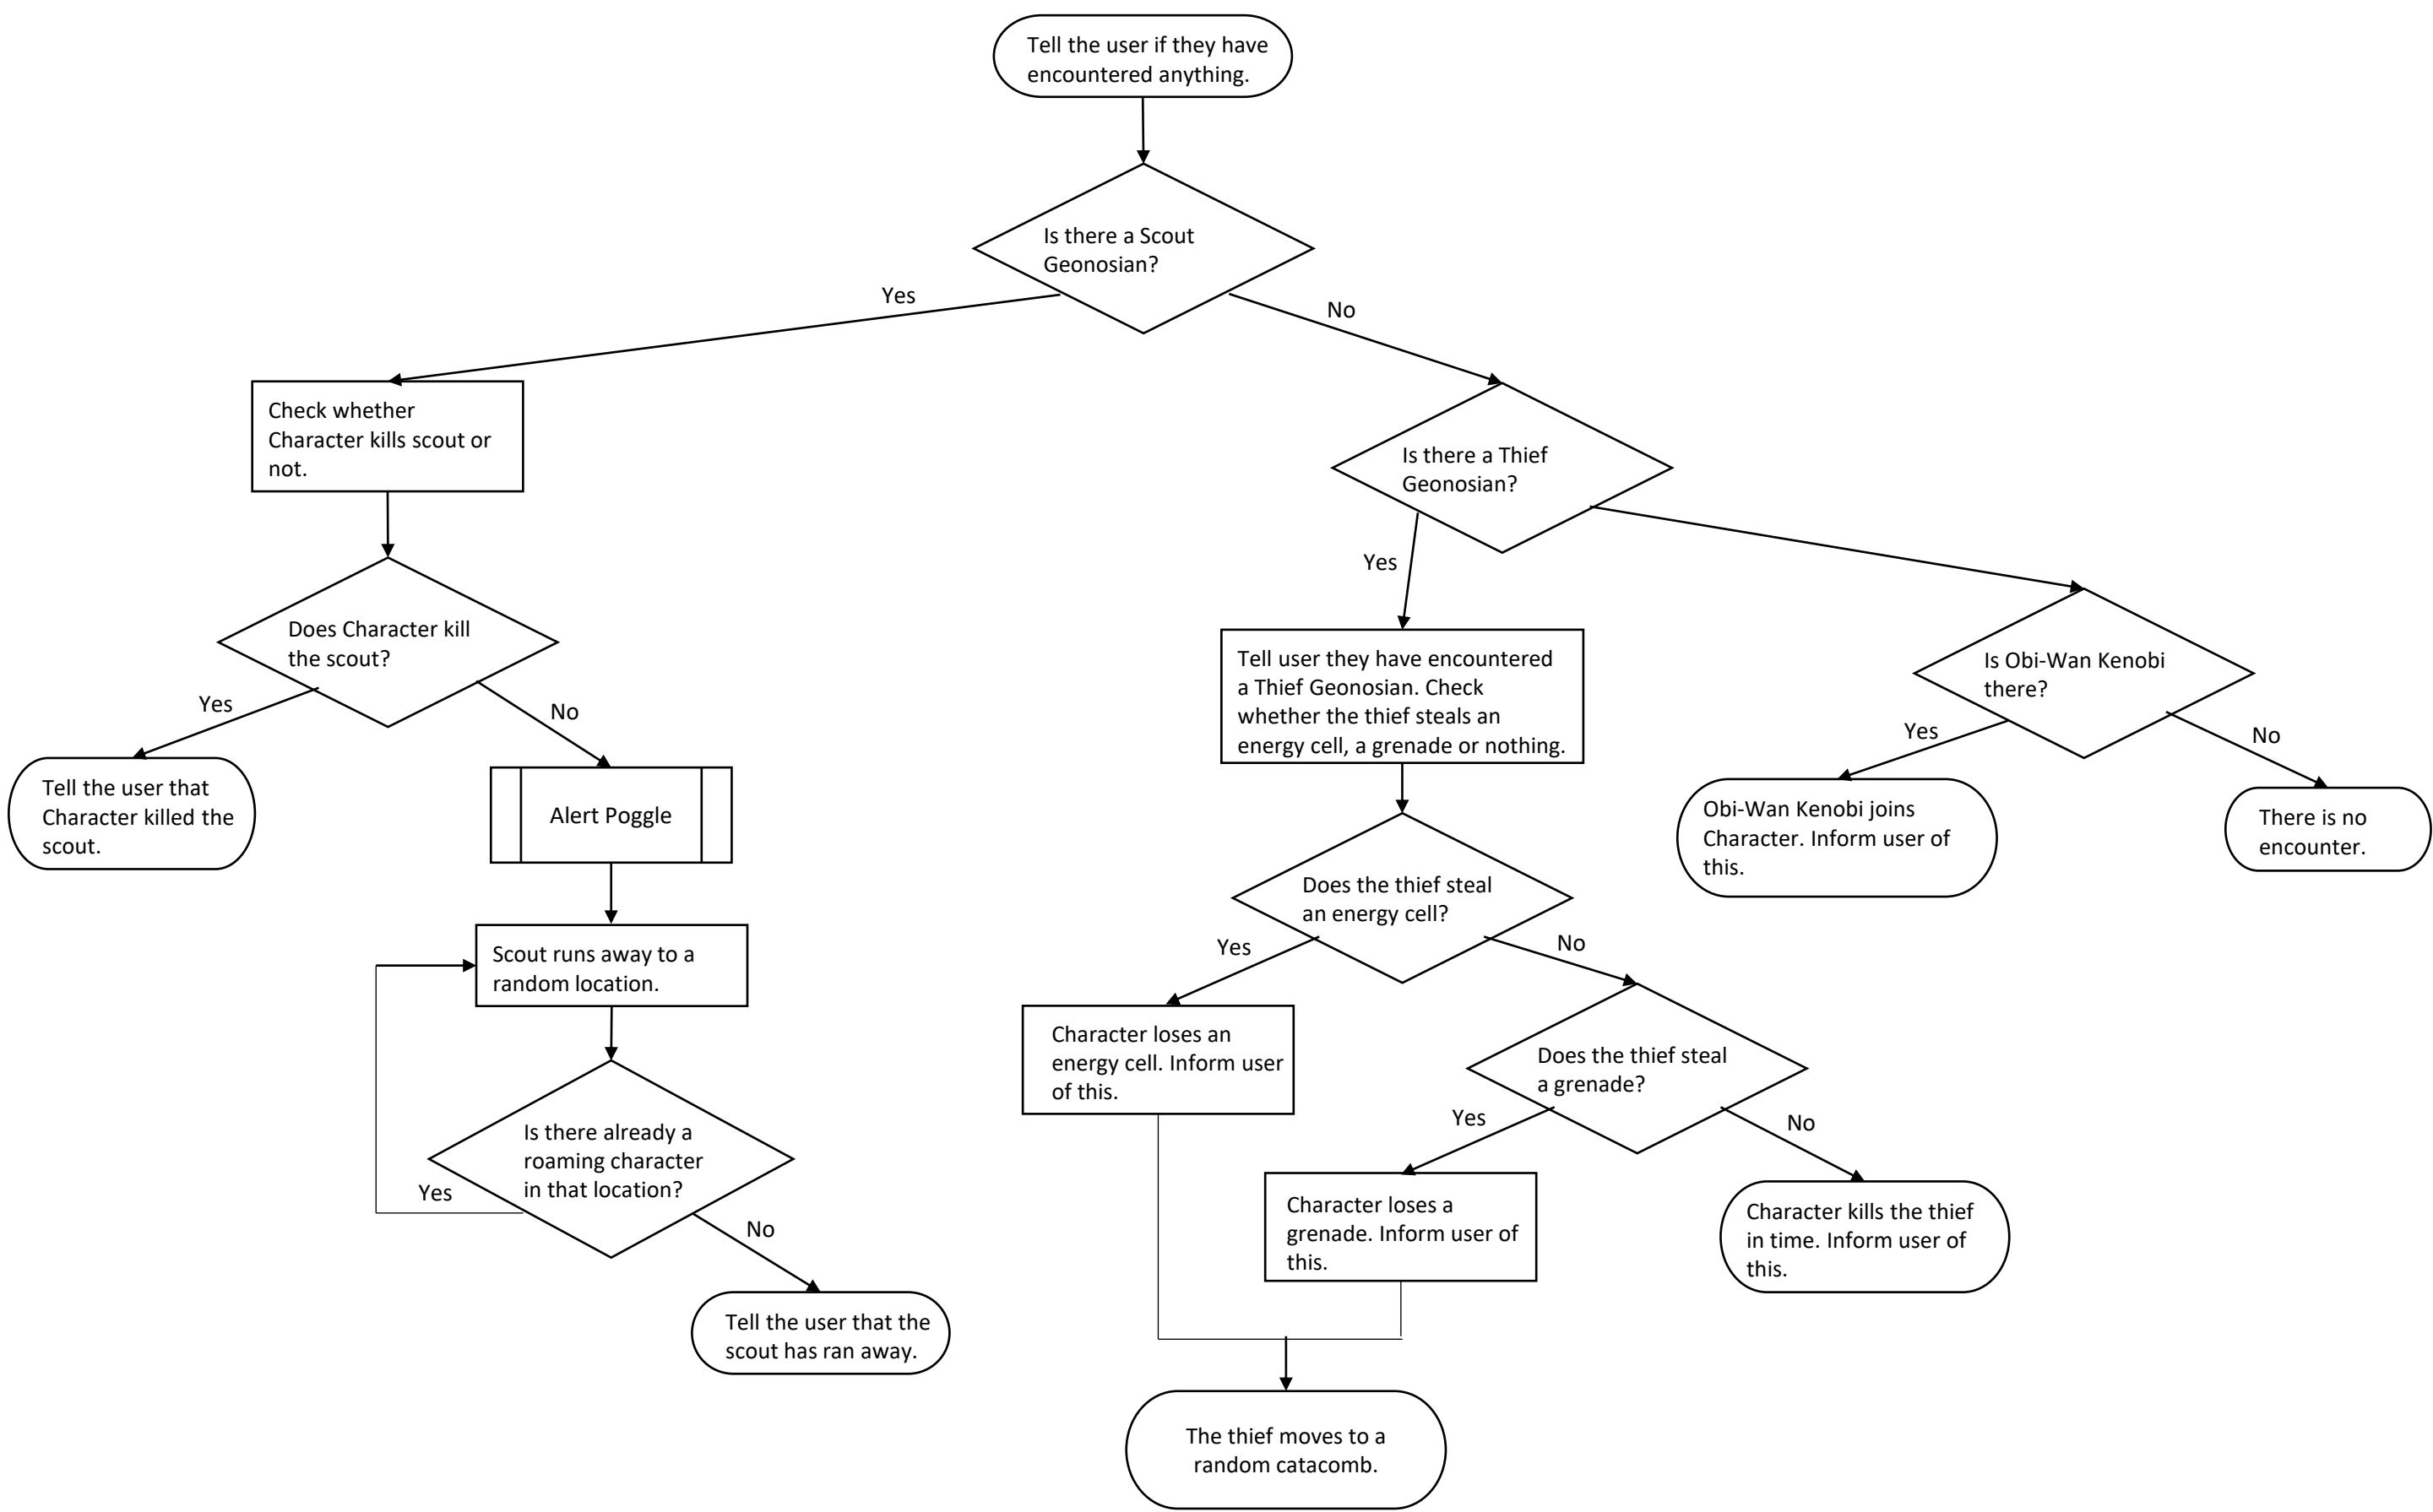 Tell the user if they have
encountered anything.
Is there a Scout
Geonosian?
Yes
No
Check whether
Character kills scout or
not.
Is there a Thief
Geonosian?
Yes
Does Character kill
the scout?
Yes
No
Tell user they have encountered
a Thief Geonosian. Check
whether the thief steals an
energy cell, a grenade or nothing.
Is Obi-Wan Kenobi
there?
Yes
No
Tell the user that
Character killed the
scout.
Alert Poggle
Obi-Wan Kenobi joins
Character. Inform user of
this.
There is no
encounter.
Does the thief steal
an energy cell?
Yes
No
Scout runs away to a
random location.
Character loses an
energy cell. Inform user
of this.
Does the thief steal
a grenade?
Yes
No
Is there already a
roaming character
in that location?
Yes
No
Character loses a
grenade. Inform user of
this.
Character kills the thief
in time. Inform user of
this.
Tell the user that the
scout has ran away.
The thief moves to a
random catacomb.